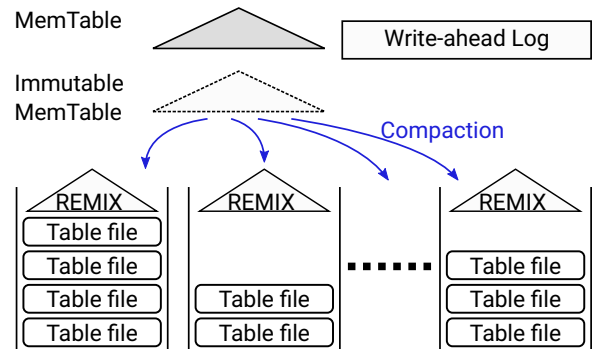 MemTable
Write-ahead Log
Immutable
MemTable
Compaction
REMIX
REMIX
REMIX
Table file
Table file
Table file
Table file
Table file
Table file
Table file
Table file
Table file